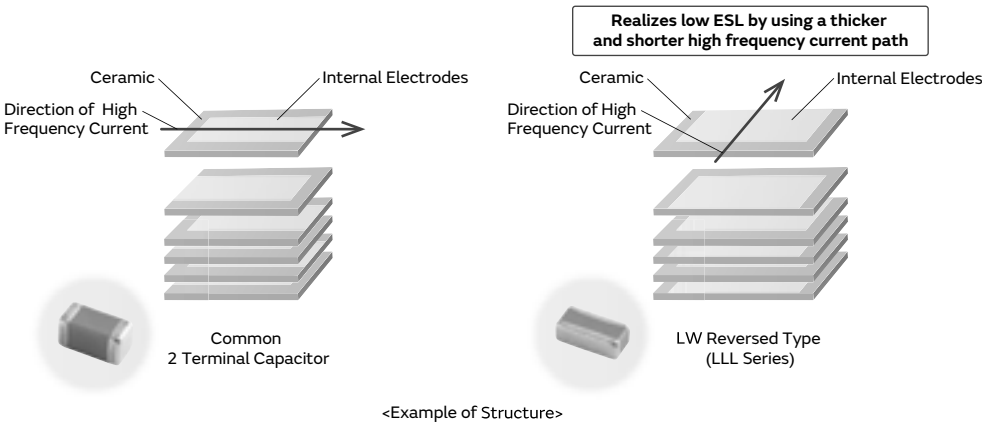 Realizes low ESL by using a thicker
and shorter high frequency current path
Ceramic
Internal Electrodes
Direction of High
Frequency Current
Ceramic
Internal Electrodes
Direction of High
Frequency Current
Common
2 Terminal Capacitor
LW Reversed Type
(LLL Series)
<Example of Structure>